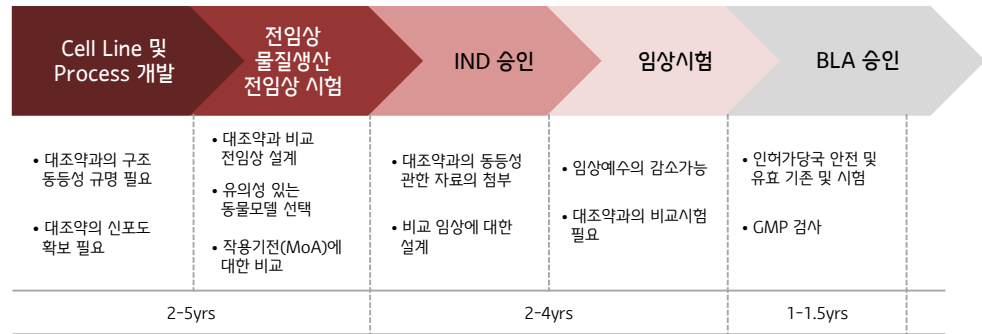 Cell Line 및
Process 개발
전임상
물질생산
전임상 시험
IND 승인
임상시험
BLA 승인
• 대조약과의 구조
동등성 규명 필요
• 대조약의 신포도
확보 필요
• 대조약과 비교
전임상 설계
• 유의성 있는
동물모델 선택
• 작용기전(MoA)에
대한 비교
• 대조약과의 동등성
관한 자료의 첨부
• 비교 임상에 대한
설계
• 임상예수의 감소가능
• 대조약과의 비교시험
필요
• 인허가당국 안전 및
유효 기존 및 시험
• GMP 검사
2-5yrs
2-4yrs
1-1.5yrs